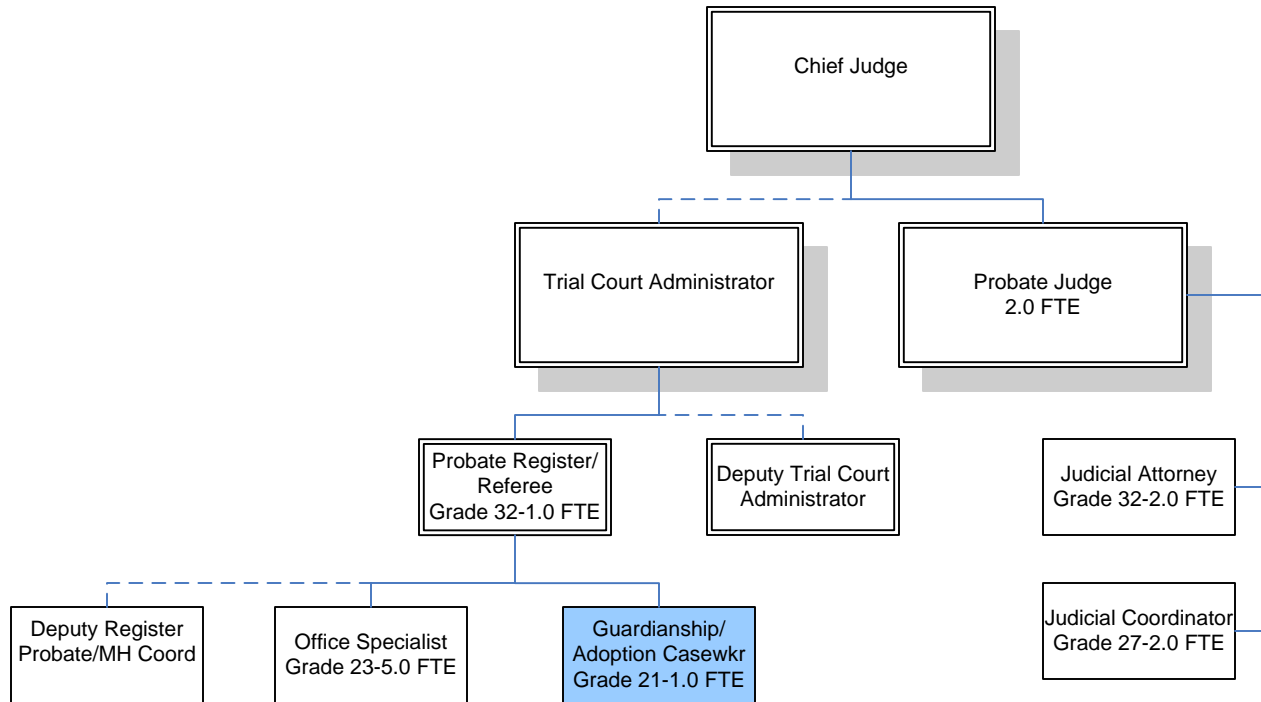 Chief Judge
Trial Court Administrator
Probate Judge
2.0 FTE
Probate Register/
Referee
Grade 32-1.0 FTE
Deputy Trial Court
Administrator
Judicial Attorney
Grade 32-2.0 FTE
Deputy Register
Probate/MH Coord
Office Specialist
Grade 23-5.0 FTE
Guardianship/
Adoption Casewkr
Grade 21-1.0 FTE
Judicial Coordinator
Grade 27-2.0 FTE